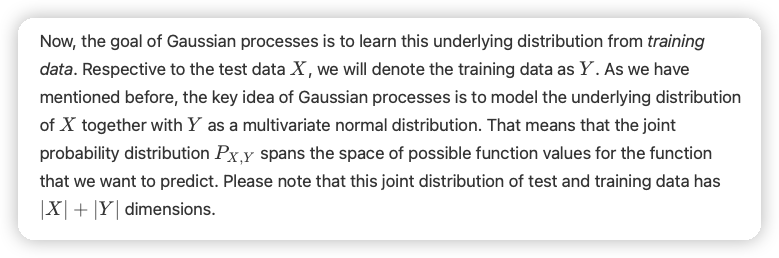 Now, the goal of Gaussian processes is to learn this underlying distribution from training
data. Respective to the test data X, we will denote the training data as Y. As we have
mentioned before, the key idea of Gaussian processes is to model the underlying distribution
of X together with Y as a multivariate normal distribution. That means that the joint
probability distribution P_{X,Y} spans the space of possible function values for the function
that we want to predict. Please note that this joint distribution of test and training data has
|X| + |Y| dimensions.